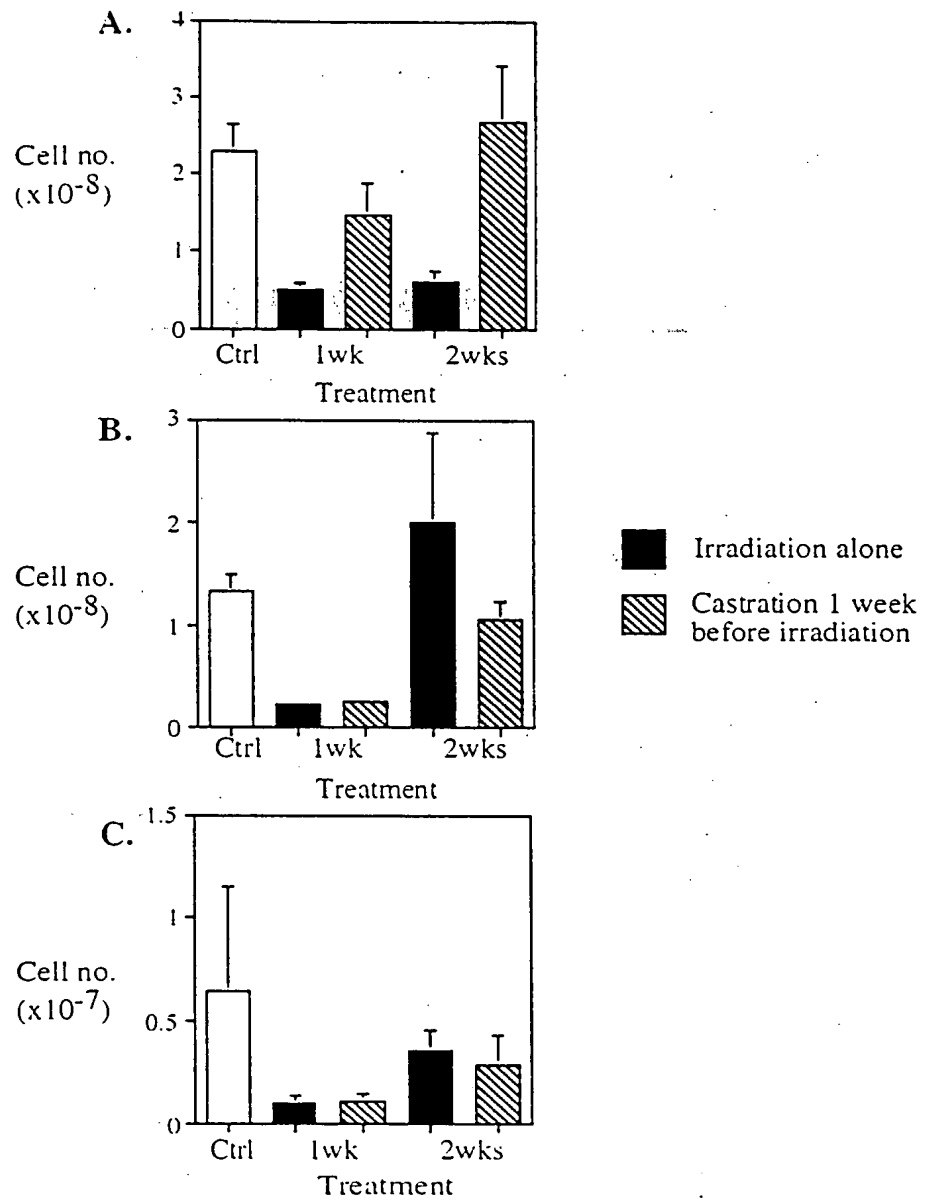 A.
4
3
2
1
0
Cell no.
(x10-8)
Ctrl 1wk 2wks
Treatment
B.
3
2
1
0
Cell no.
(x10-8)
Ctrl 1wk 2wks
Treatment
Irradiation alone
Castration 1 week
before irradiation
C.
1.5
1
0.5
0
Cell no.
(x10-7)
Ctrl 1wk 2wks
Treatment